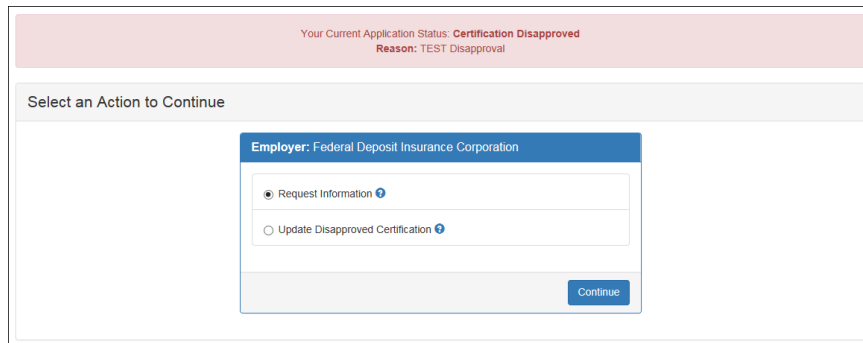 Your Current Application Status: Certification Disapproved
Reason: TEST Disapproval
Select an Action to Continue
Employer: Federal Deposit Insurance Corporation
Request Information ?
Update Disapproved Certification ?
Continue